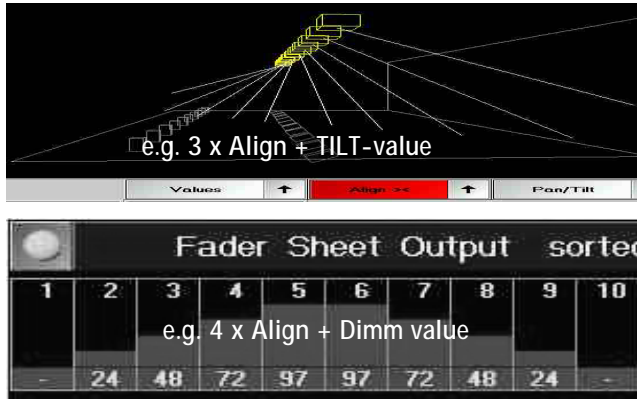 e.g. 3 x Align + TILT-value
Values Align >< Pan/Tilt
Fader Sheet Output sorted
1 2 3 4 5 6 7 8 9 10
e.g. 4 x Align + Dimm value
- 24 48 72 97 97 72 48 24 -